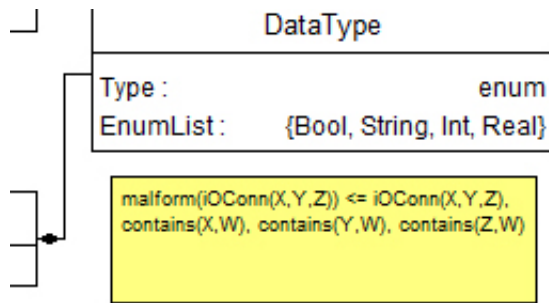 DataType
Type : enum
EnumList : {Bool, String, Int, Real}
malform(iOConn(X,Y,Z)) <= iOConn(X,Y,Z),
contains(X,W), contains(Y,W), contains(Z,W)